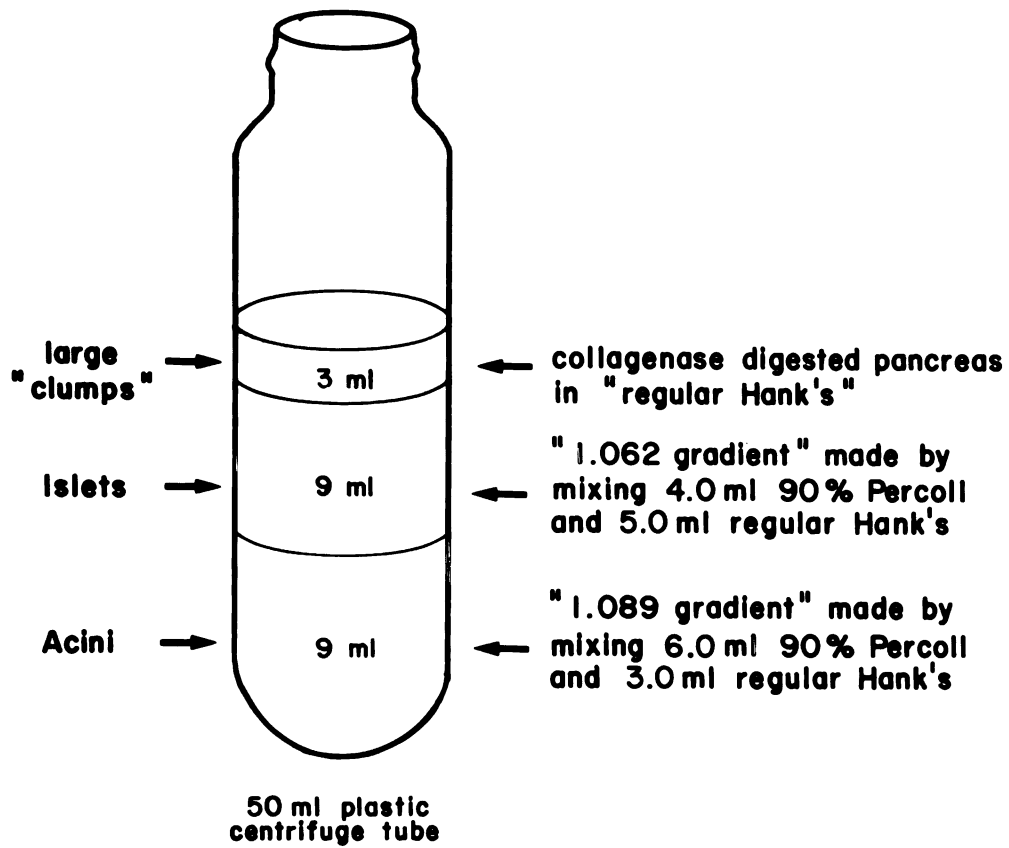 large
"clumps"
3 ml
collagenase digested pancreas
in "regular Hank's"
Islets
9 ml
"1.062 gradient" made by
mixing 4.0 ml 90% Percoll
and 5.0 ml regular Hank's
Acini
9 ml
"1.089 gradient" made by
mixing 6.0 ml 90% Percoll
and 3.0 ml regular Hank's
50 ml plastic
centrifuge tube